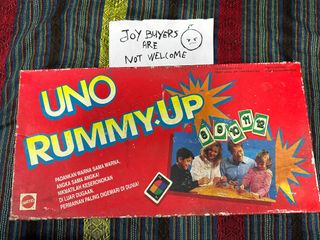 JOY BUYERS
ARE
NOT WELCOME
UNO
RUMMY·UP
PADANKAN WARNA SAMA WARNA,
ANGKA SAMA ANGKA!
NIKMATILAH KESERONOKAN
DI LUAR DUGAAN.
PERMAINAN PALING DIGEMARI DI DUNIA!